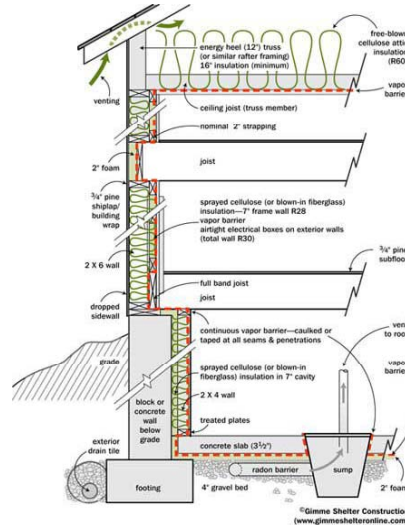 free-blown
cellulose attic
insulation
(R60
energy heel (12") truss
(or similar rafter framing)
16" insulation (minimum)
venting
vapor
barrie
ceiling joist (truss member)
nominal 2" strapping
2" foam
joist
3/4" pine
shiplap/
building
wrap
sprayed cellulose (or blown-in fiberglass)
insulation—7" frame wall R28
vapor barrier
airtight electrical boxes on exterior walls
(total wall R30)
2 X 6 wall
3/4" pine
subfloo
full band joist
joist
dropped
sidewall
continuous vapor barrier—caulked or
taped at all seams & penetrations
ven
to roo
grade
vapo
barrie
sprayed cellulose (or blown-in
fiberglass) insulation in 7" cavity
block or
concrete
wall
below
grade
2 X 4 wall
treated plates
concrete slab (3½")
exterior
drain tile
radon barrier
sump
footing
4" gravel bed
2" foam
©Gimme Shelter Constructio
(www.gimmeshelteronline.com